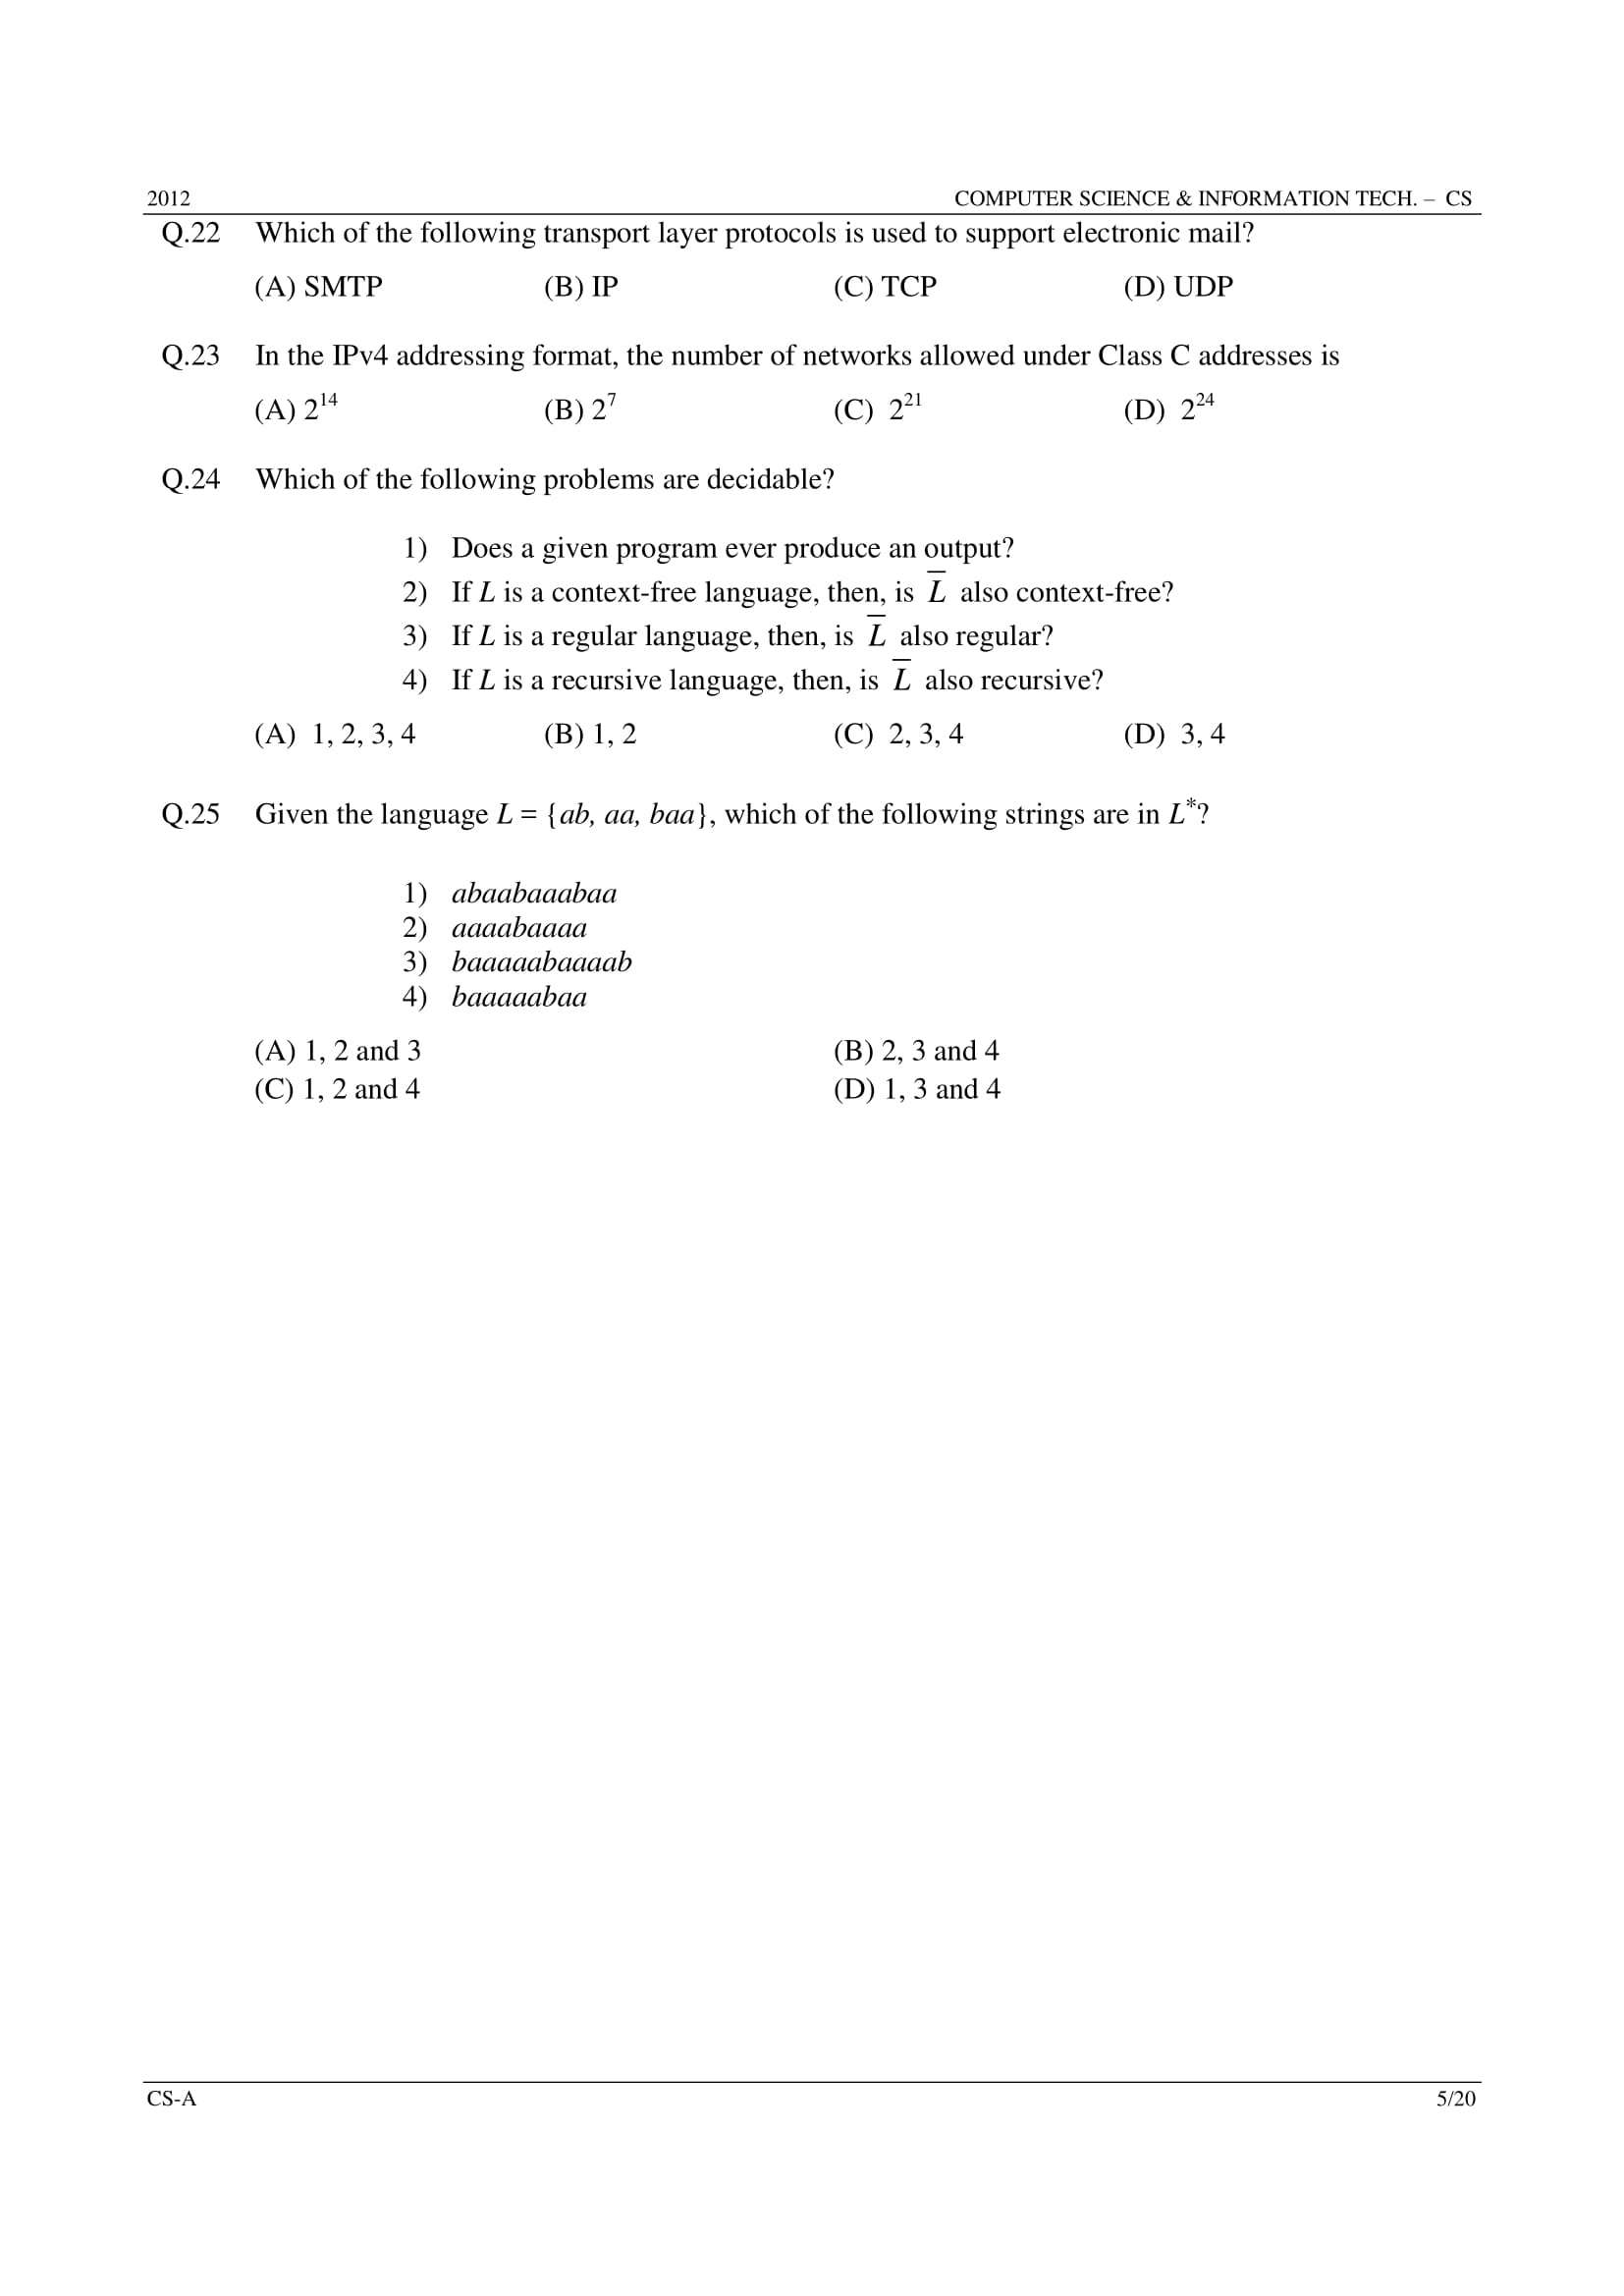 2012 COMPUTER SCIENCE & INFORMATION TECH. – CS
Q.22 Which of the following transport layer protocols is used to support electronic mail?
(A) SMTP (B) IP (C) TCP (D) UDP
Q.23 In the IPv4 addressing format, the number of networks allowed under Class C addresses is
(A) 2^14 (B) 2^7 (C) 2^21 (D) 2^24
Q.24 Which of the following problems are decidable?
1) Does a given program ever produce an output?
2) If L is a context-free language, then, is L̅ also context-free?
3) If L is a regular language, then, is L̅ also regular?
4) If L is a recursive language, then, is L̅ also recursive?
(A) 1, 2, 3, 4 (B) 1, 2 (C) 2, 3, 4 (D) 3, 4
Q.25 Given the language L = {ab, aa, baa}, which of the following strings are in L*?
1) abaabaaabaa
2) aaaabaaaa
3) baaaaabaaaab
4) baaaaabaa
(A) 1, 2 and 3 (B) 2, 3 and 4
(C) 1, 2 and 4 (D) 1, 3 and 4
CS-A 5/20